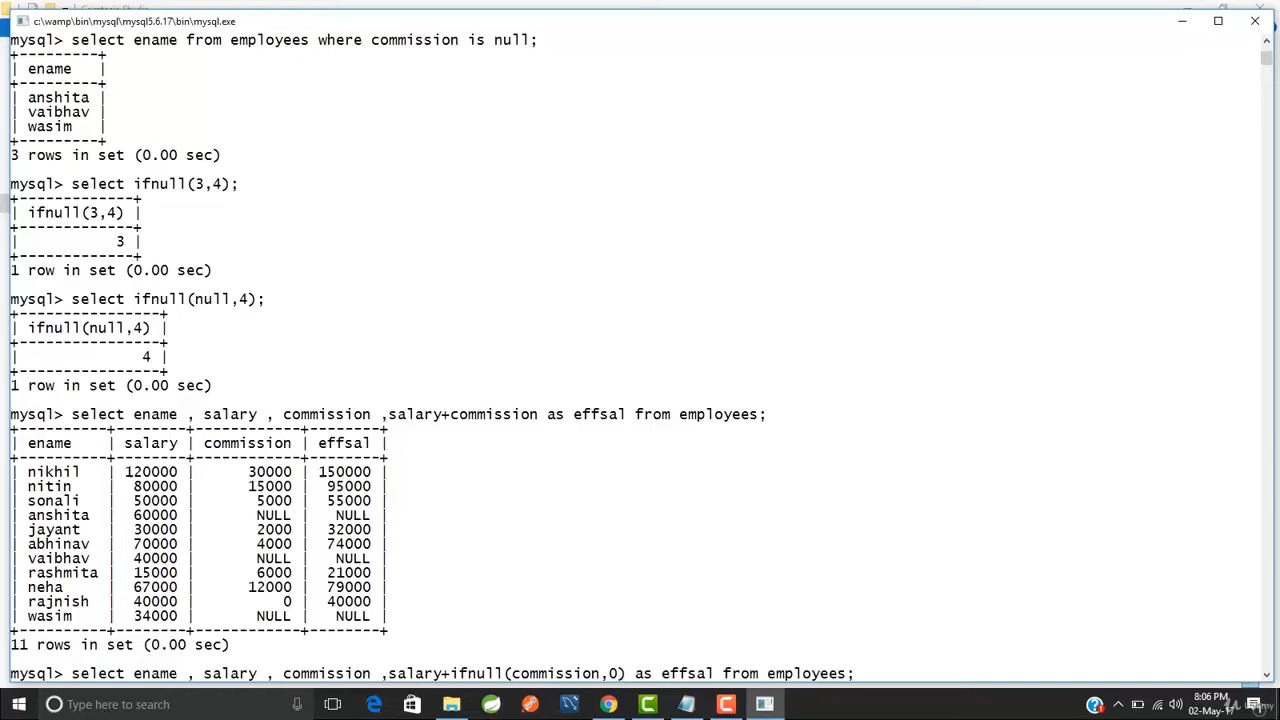 c:\wamp\bin\mysql\mysql5.6.17\bin\mysql.exe
mysql> select ename from employees where commission is null;
+----------+
| ename   |
+----------+
| anshita |
| vaibhav |
| wasim   |
+----------+
3 rows in set (0.00 sec)
mysql> select ifnull(3,4);
+-------------+
| ifnull(3,4) |
+-------------+
|           3 |
+-------------+
1 row in set (0.00 sec)
mysql> select ifnull(null,4);
+----------------+
| ifnull(null,4) |
+----------------+
|              4 |
+----------------+
1 row in set (0.00 sec)
mysql> select ename , salary , commission ,salary+commission as effsal from employees;
+----------+--------+------------+--------+
| ename    | salary | commission | effsal |
+----------+--------+------------+--------+
| nikhil   | 120000 |      30000 | 150000 |
| nitin    |  80000 |      15000 |  95000 |
| sonali   |  50000 |       5000 |  55000 |
| anshita  |  60000 |       NULL |   NULL |
| jayant   |  30000 |       2000 |  32000 |
| abhinav  |  70000 |       4000 |  74000 |
| vaibhav  |  40000 |       NULL |   NULL |
| rashmita |  15000 |       6000 |  21000 |
| neha     |  67000 |      12000 |  79000 |
| rajnish  |  40000 |          0 |  40000 |
| wasim    |  34000 |       NULL |   NULL |
+----------+--------+------------+--------+
11 rows in set (0.00 sec)
mysql> select ename , salary , commission ,salary+ifnull(commission,0) as effsal from employees;
Type here to search
8:06 PM
02-May-17